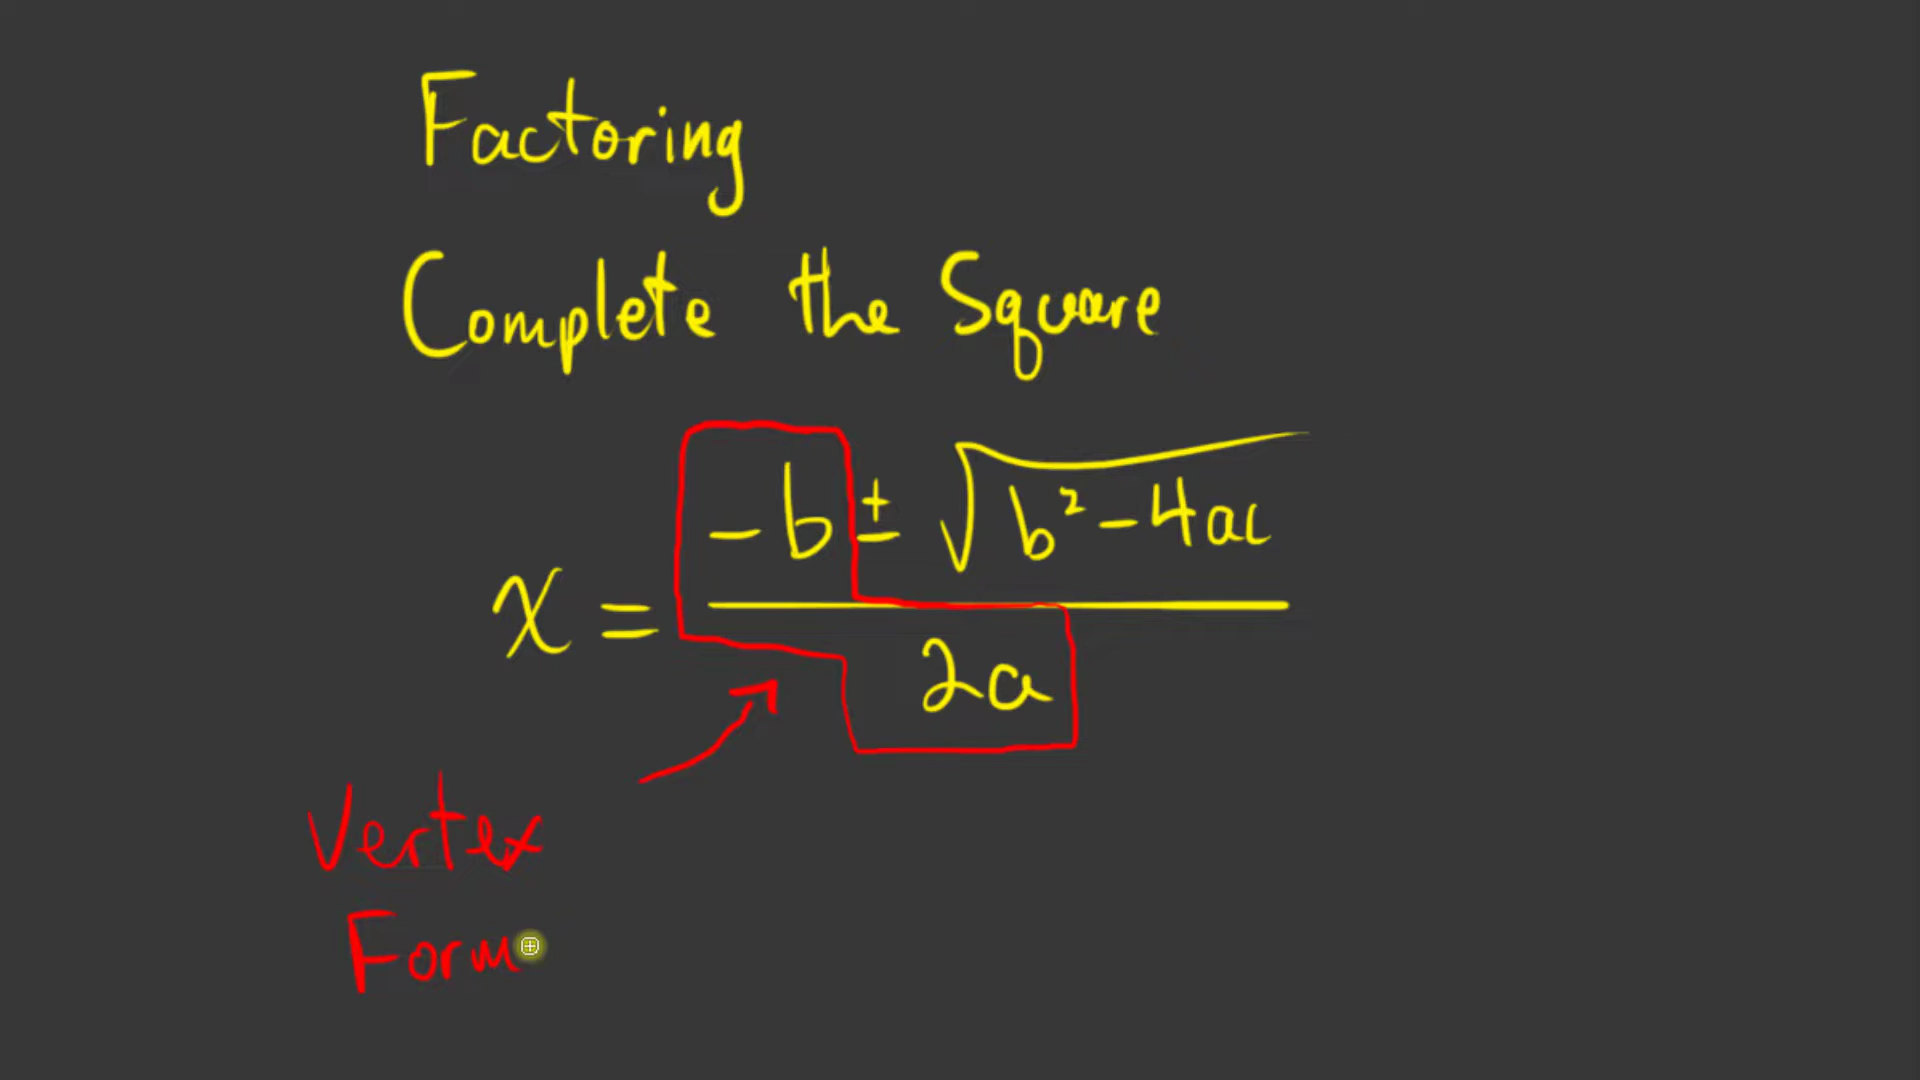 Factoring
Complete the Square
x = -b ± √b² - 4ac / 2a
Vertex
Form